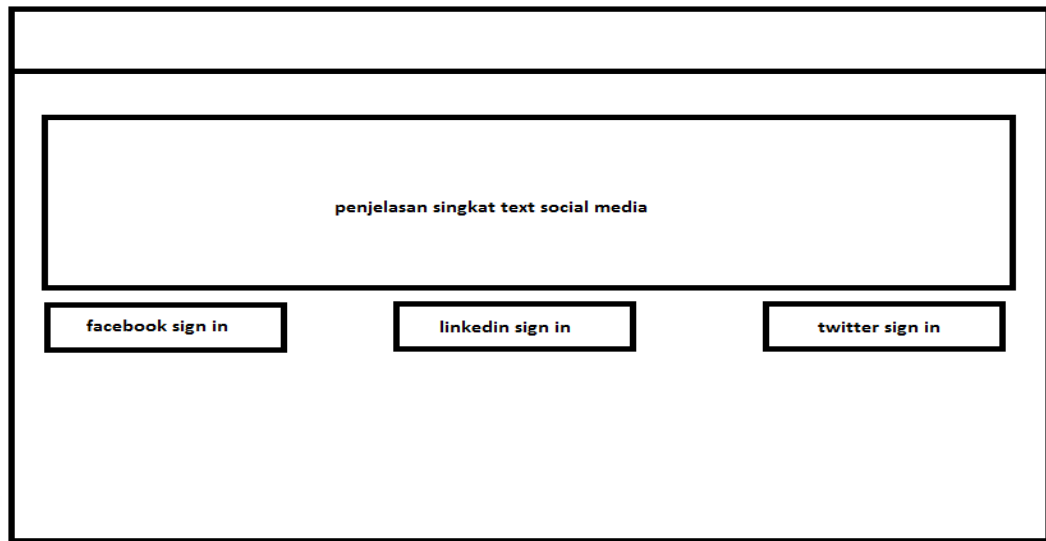 penjelasan singkat text social media
facebook sign in
linkedin sign in
twitter sign in